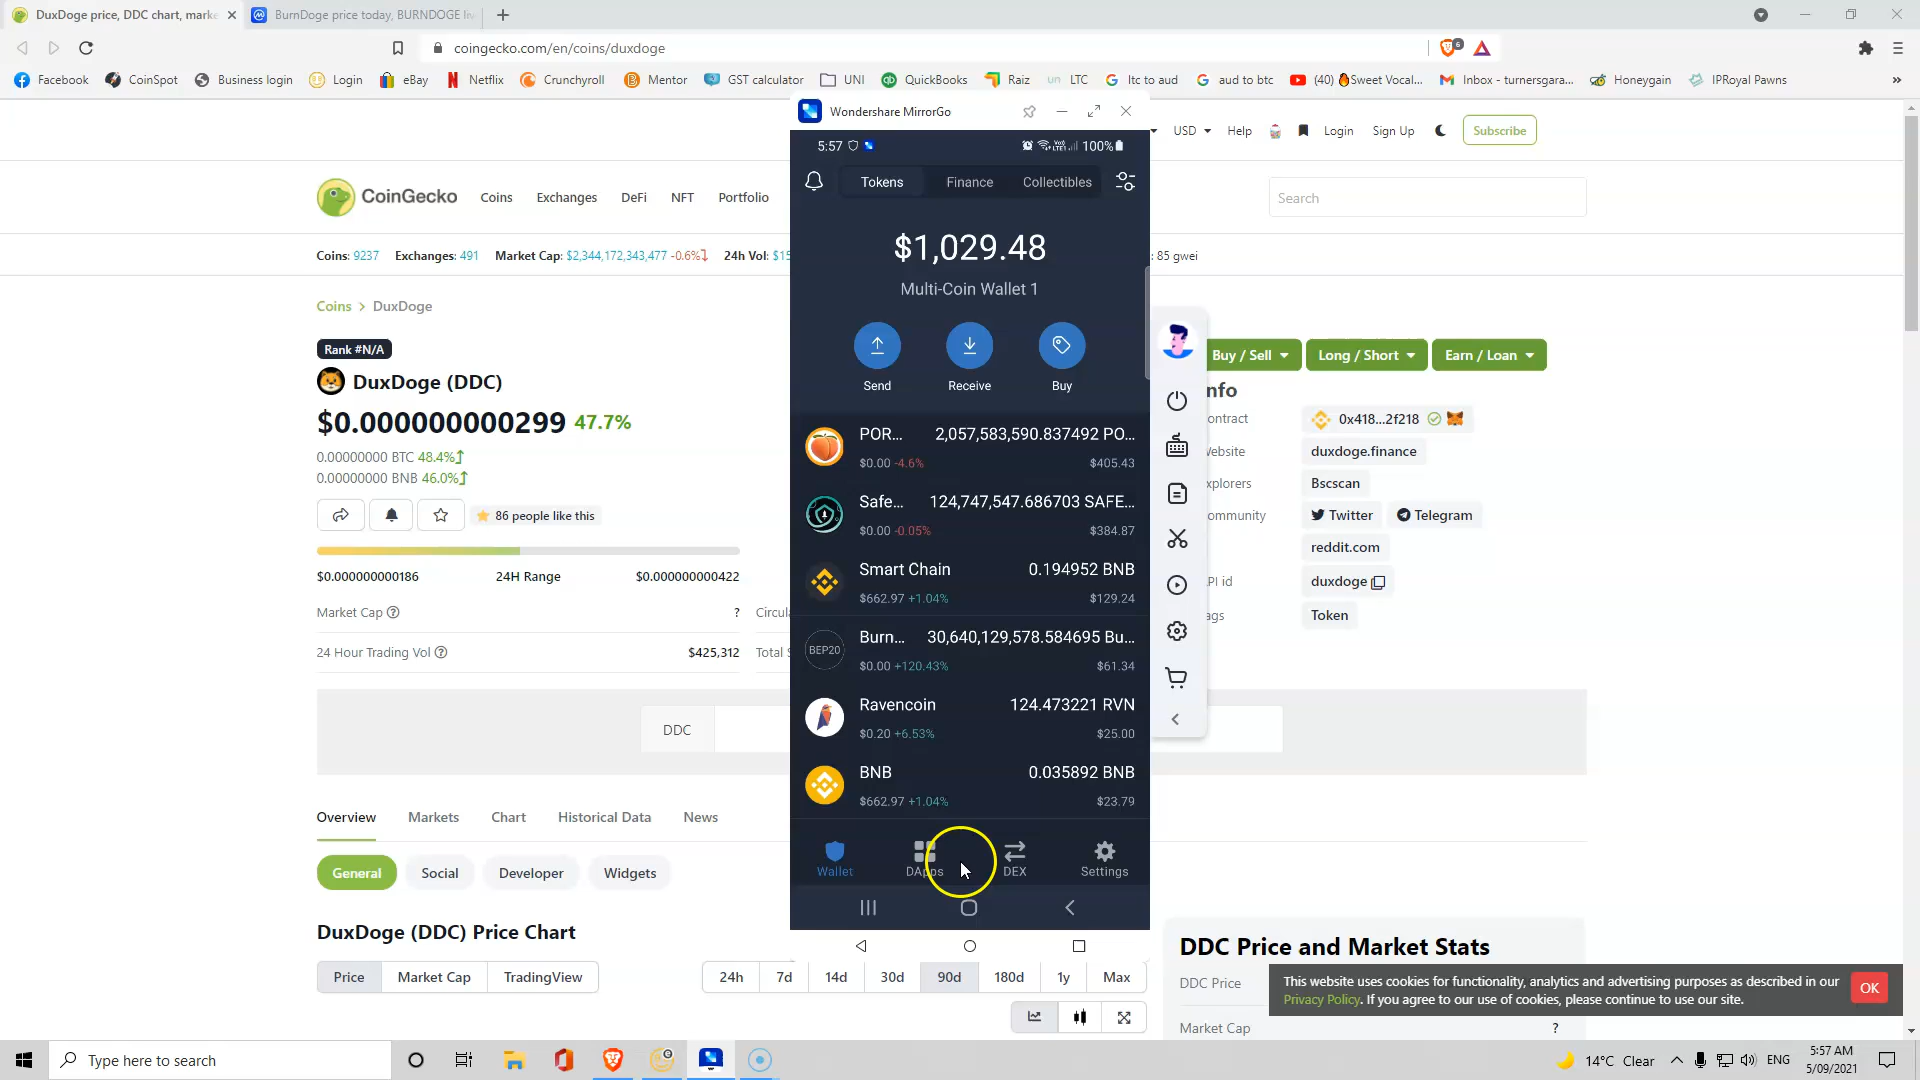 DuxDoge price, DDC chart, marke
BurnDoge price today, BURNDOGE liv
coingecko.com/en/coins/duxdoge
6
Facebook
CoinSpot
Business login
Login
eBay
Netflix
Crunchyroll
Mentor
GST calculator
UNI
QuickBooks
Raiz
un LTC
ltc to aud
aud to btc
(40) 🔥Sweet Vocal...
Inbox - turnersgara...
Honeygain
IPRoyal Pawns
Wondershare MirrorGo
USD
Help
Login
Sign Up
Subscribe
5:57
100%
Tokens
Finance
Collectibles
CoinGecko
Coins
Exchanges
DeFi
NFT
Portfolio
Search
Coins: 9237
Exchanges: 491
Market Cap: $2,344,172,343,477 -0.6%
24h Vol: $15
: 85 gwei
$1,029.48
Multi-Coin Wallet 1
Send
Receive
Buy
Coins > DuxDoge
Rank #N/A
DuxDoge (DDC)
$0.000000000299 47.7%
0.00000000 BTC 48.4%
0.00000000 BNB 46.0%
86 people like this
$0.000000000186
24H Range
$0.000000000422
Market Cap
?
Circula
24 Hour Trading Vol
$425,312
Total S
DDC
POR...
2,057,583,590.837492 PO...
$0.00 -4.6%
$405.43
Safe...
124,747,547.686703 SAFE...
$0.00 -0.05%
$384.87
Smart Chain
0.194952 BNB
$662.97 +1.04%
$129.24
BEP20
Burn...
30,640,129,578.584695 Bu...
$0.00 +120.43%
$61.34
Ravencoin
124.473221 RVN
$0.20 +6.53%
$25.00
BNB
0.035892 BNB
$662.97 +1.04%
$23.79
Wallet
DApps
DEX
Settings
Buy / Sell
Long / Short
Earn / Loan
nfo
ontract
0x418...2f218
ebsite
duxdoge.finance
xplorers
Bscscan
ommunity
Twitter
Telegram
reddit.com
PI id
duxdoge
ags
Token
Overview
Markets
Chart
Historical Data
News
General
Social
Developer
Widgets
DuxDoge (DDC) Price Chart
Price
Market Cap
TradingView
24h
7d
14d
30d
90d
180d
1y
Max
DDC Price and Market Stats
DDC Price
Market Cap
?
This website uses cookies for functionality, analytics and advertising purposes as described in our
Privacy Policy. If you agree to our use of cookies, please continue to use our site.
OK
Type here to search
14°C Clear
ENG
5:57 AM
5/09/2021